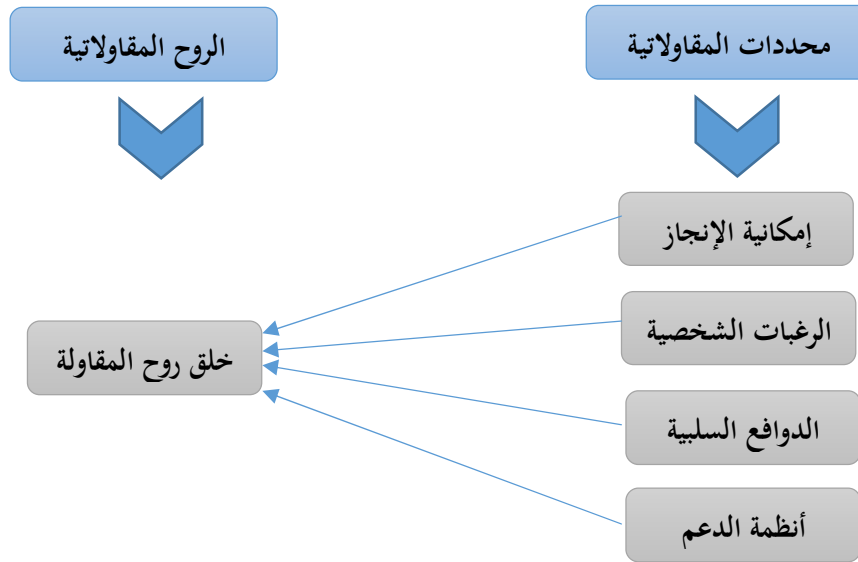 محددات المقاولاتية
الروح المقاولاتية
إمكانية الإنجاز
الرغبات الشخصية
خلق روح المقاولة
الدوافع السلبية
أنظمة الدعم